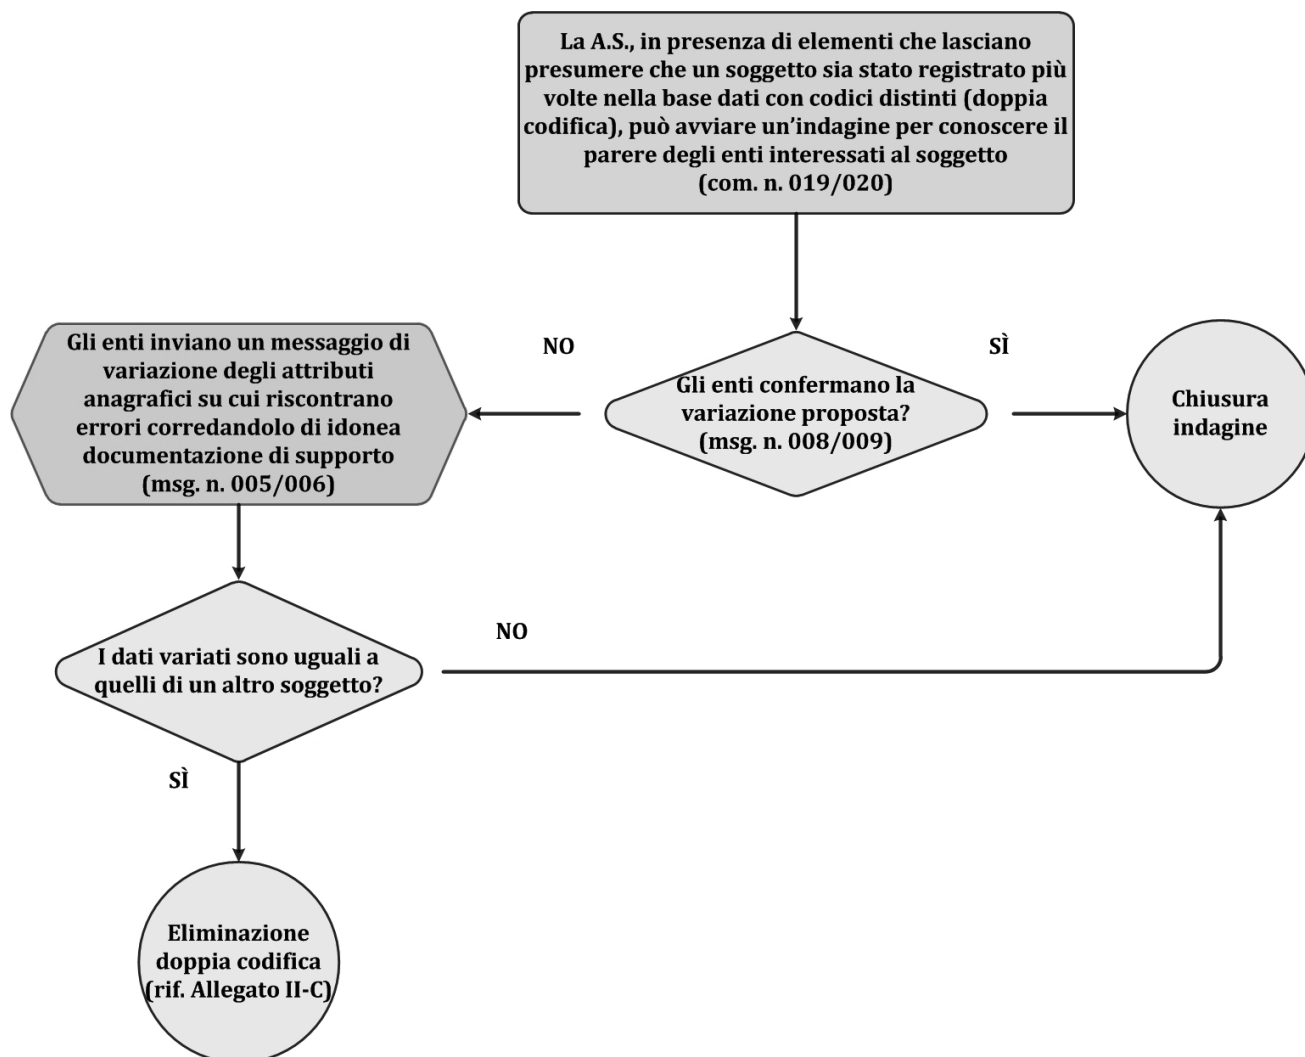 La A.S., in presenza di elementi che lasciano
presumere che un soggetto sia stato registrato più
volte nella base dati con codici distinti (doppia
codifica), può avviare un'indagine per conoscere il
parere degli enti interessati al soggetto
(com. n. 019/020)
NO
SÌ
Gli enti inviano un messaggio di
variazione degli attributi
anagrafici su cui riscontrano
errori corredandolo di idonea
documentazione di supporto
(msg. n. 005/006)
Gli enti confermano la
variazione proposta?
(msg. n. 008/009)
Chiusura
indagine
NO
I dati variati sono uguali a
quelli di un altro soggetto?
SÌ
Eliminazione
doppia codifica
(rif. Allegato II-C)